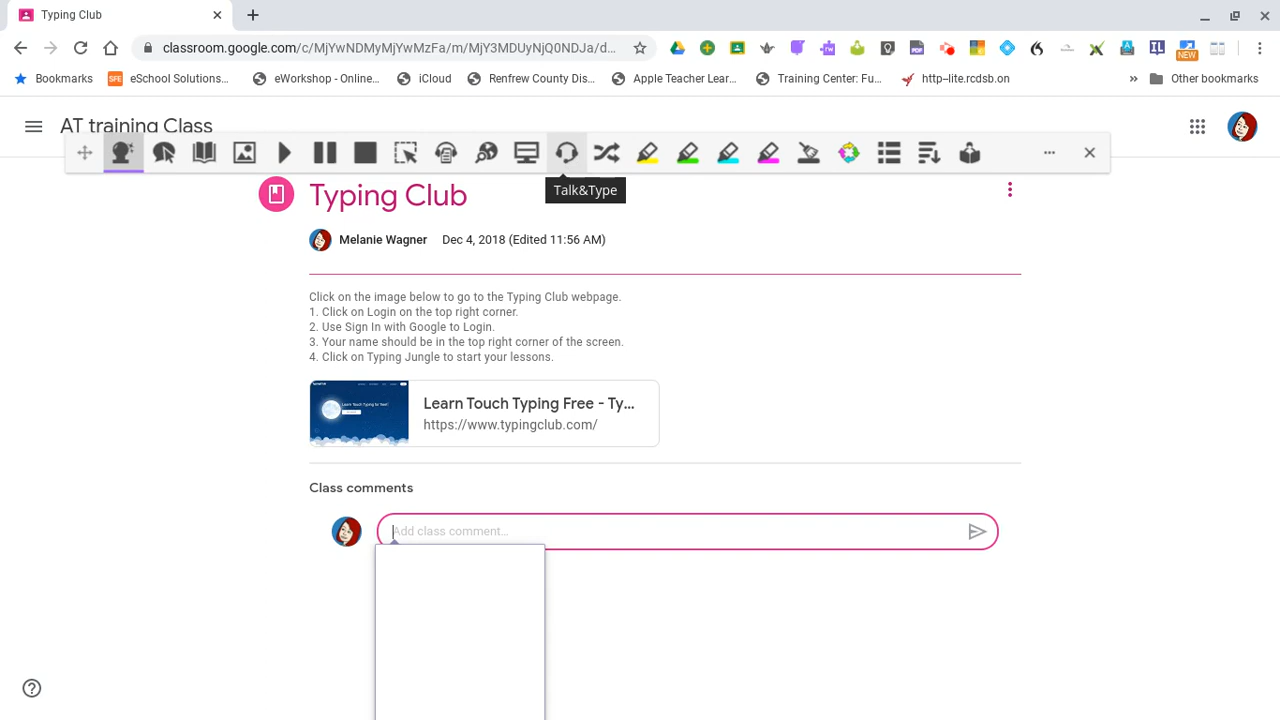 Typing Club
classroom.google.com/c/MjYwNDMyMjYwMzFa/m/MjY3MDUyNjQ0NDJa/d...
NEW
Bookmarks
SFE
eSchool Solutions...
eWorkshop - Online...
iCloud
Renfrew County Dis...
Apple Teacher Lear...
Training Center: Fu...
http–lite.rcdsb.on
»
Other bookmarks
AT training Class
Talk&Type
Typing Club
Melanie Wagner Dec 4, 2018 (Edited 11:56 AM)
Click on the image below to go to the Typing Club webpage.
1. Click on Login on the top right corner.
2. Use Sign In with Google to Login.
3. Your name should be in the top right corner of the screen.
4. Click on Typing Jungle to start your lessons.
Learn Touch Typing Free - Ty...
https://www.typingclub.com/
Class comments
Add class comment...